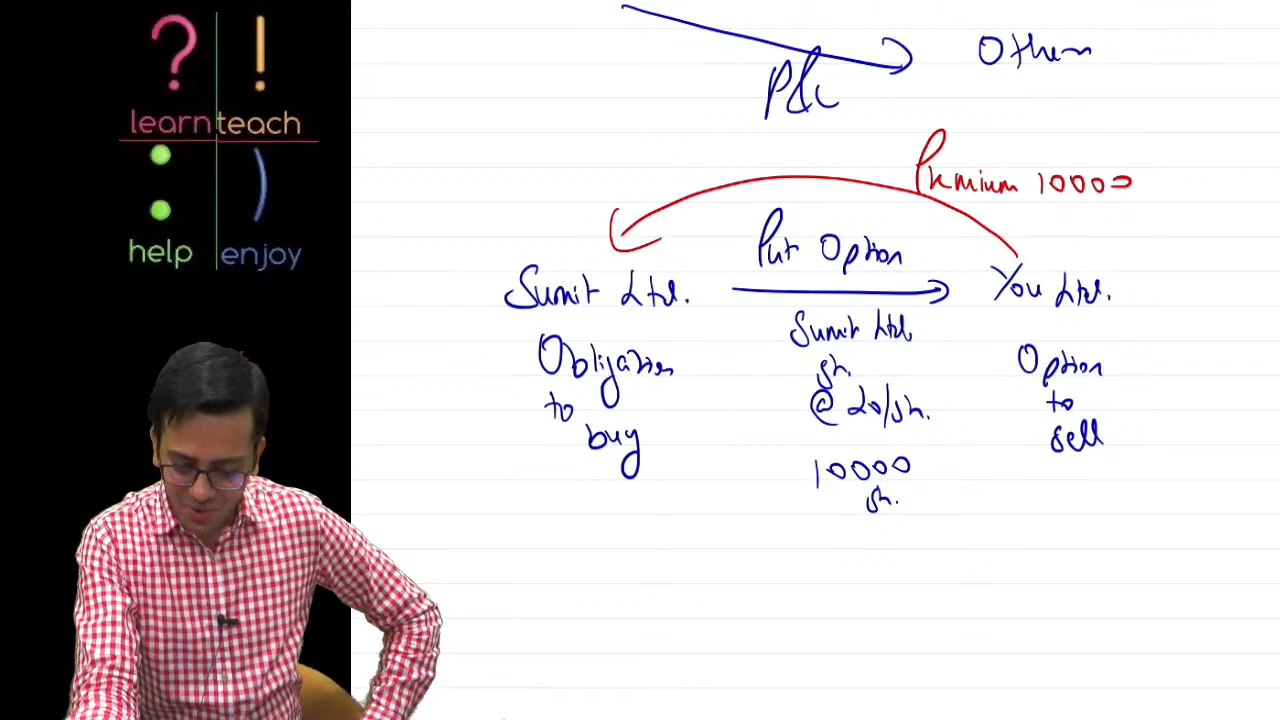 ? !
learn teach
: )
help enjoy
Others
P&L
Premium 10000
Put Option
Sumit Ltd.
You Ltd.
Sumit Ltd.
sh.
@ 20/sh.
10000
sh.
Obligation
to
buy
Option
to
sell